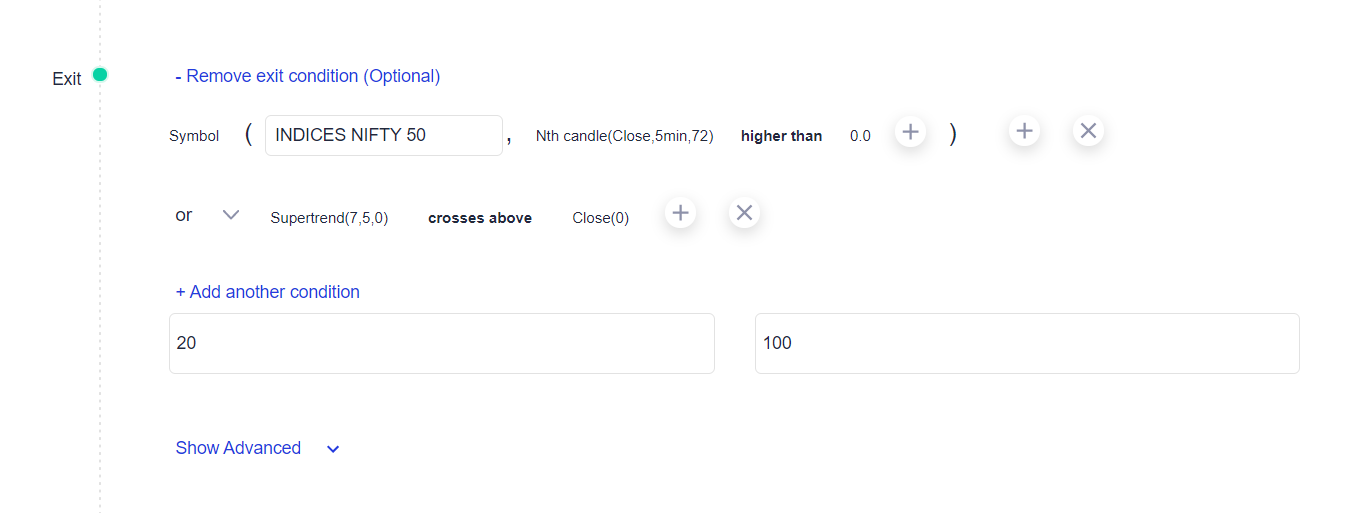 Exit - Remove exit condition (Optional)
Symbol ( INDICES NIFTY 50 , Nth candle(Close,5min,72) higher than 0.0 + ) + ×
or Supertrend(7,5,0) crosses above Close(0) + ×
+ Add another condition
20 100
Show Advanced